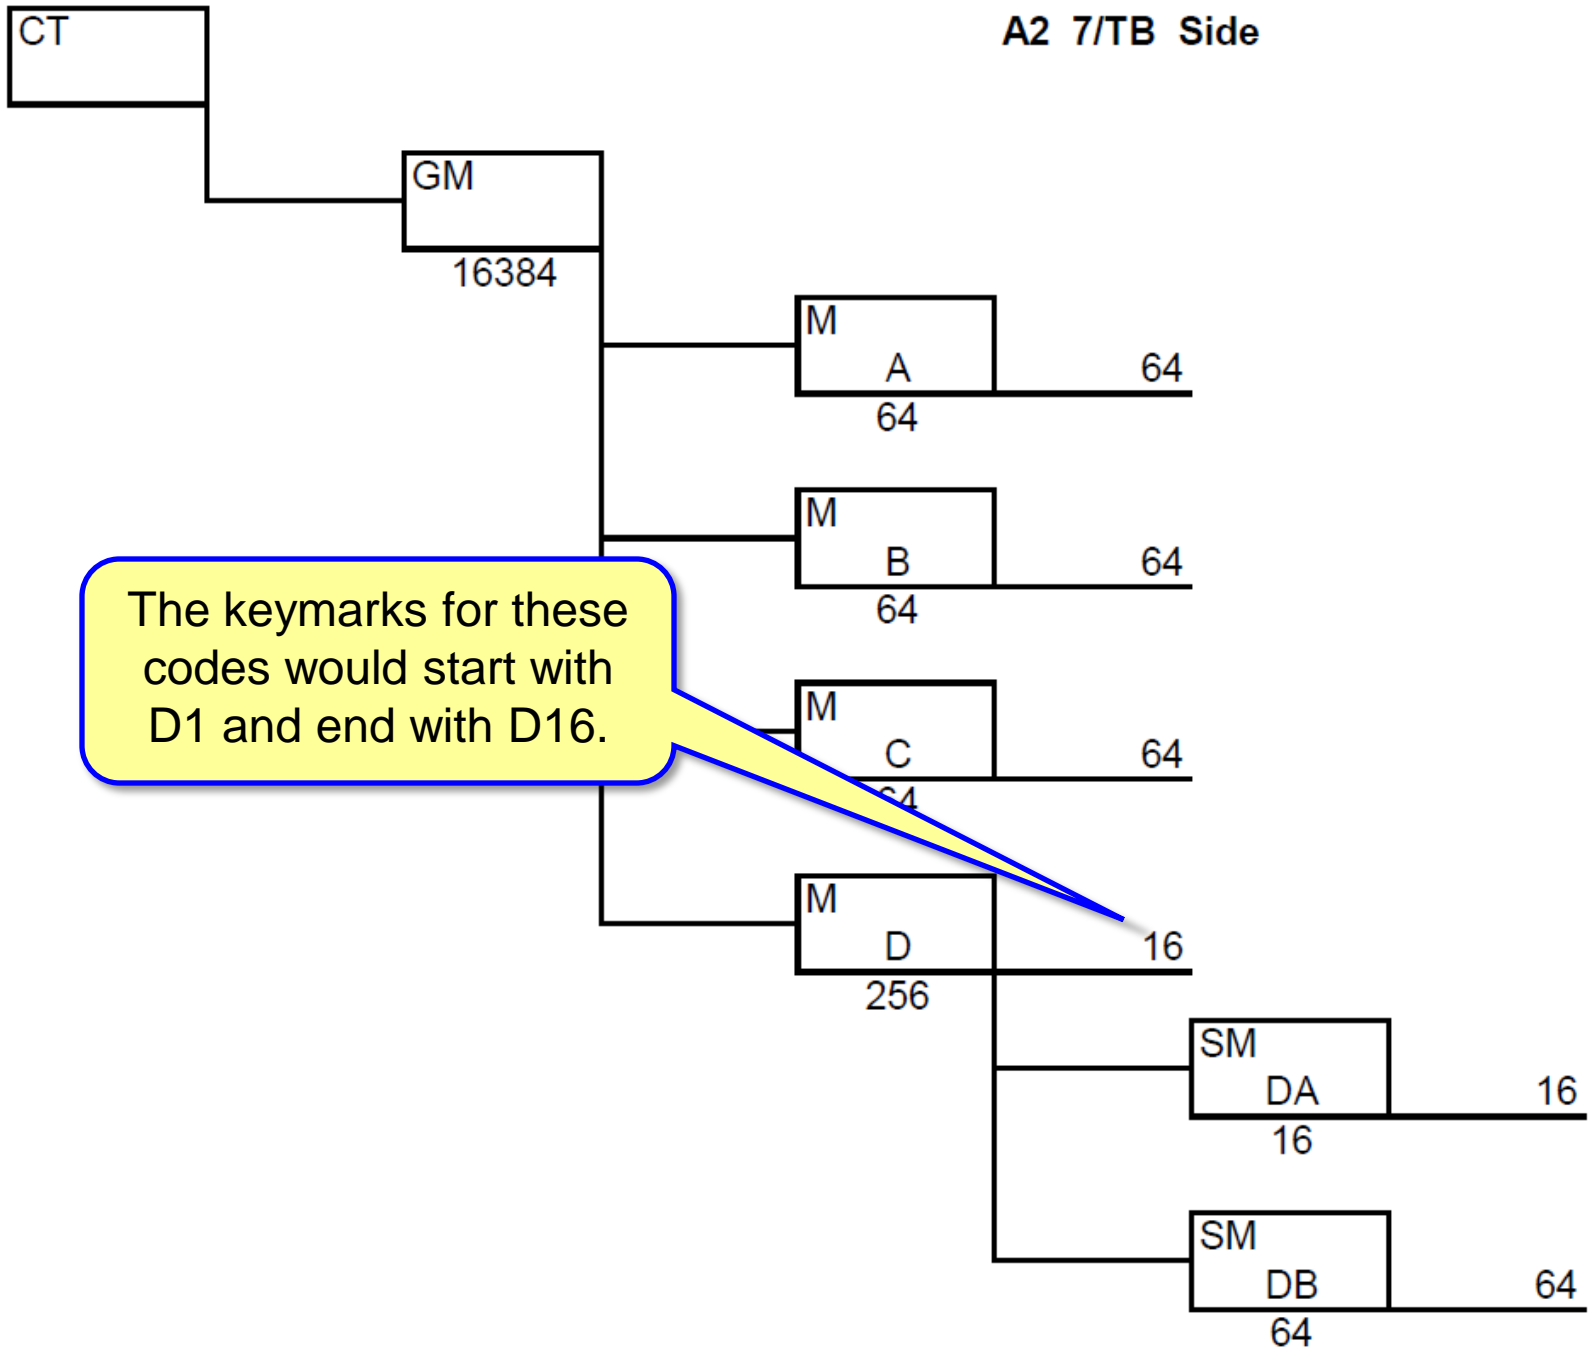 CT
A2 7/TB Side
GM
16384
M
A
64
64
M
B
64
64
The keymarks for these
codes would start with
D1 and end with D16.
M
C
64
64
M
D
16
256
SM
DA
16
16
SM
DB
64
64